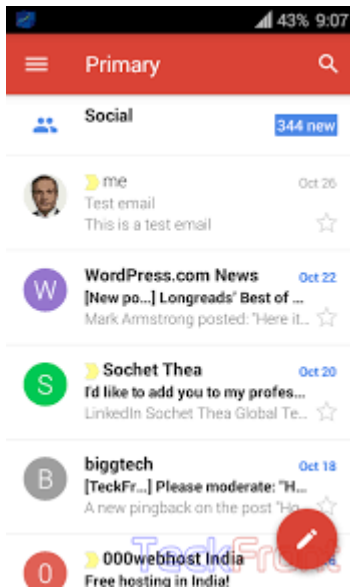 43% 9:07
Primary
Social
344 new
me
Oct 26
Test email
This is a test email
W
WordPress.com News
Oct 22
[New po...] Longreads' Best of ...
Mark Armstrong posted: "Here it...
S
Sochet Thea
Oct 20
I'd like to add you to my profes...
LinkedIn Sochet Thea Global Te...
B
biggtech
Oct 18
[TeckFr...] Please moderate: "H...
A new pingback on the post "Ho...
TeckFront
0
000webhost India
Free hosting in India!